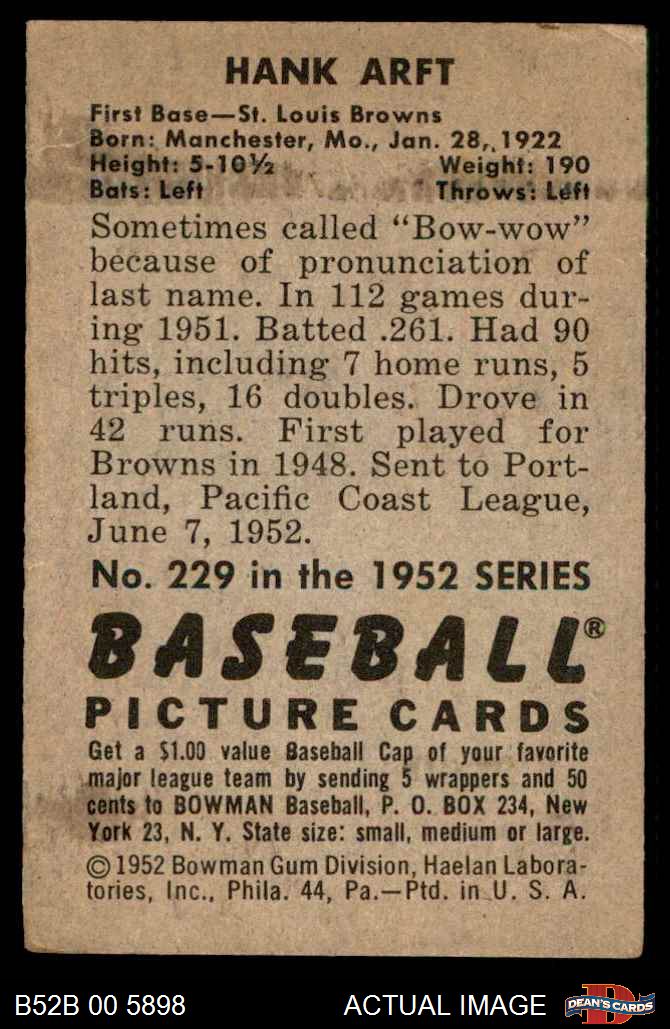 HANK ARFT
First Base—St. Louis Browns
Born: Manchester, Mo., Jan. 28, 1922
Height: 5-10½ Weight: 190
Bats: Left Throws: Left
Sometimes called "Bow-wow"
because of pronunciation of
last name. In 112 games dur-
ing 1951. Batted .261. Had 90
hits, including 7 home runs, 5
triples, 16 doubles. Drove in
42 runs. First played for
Browns in 1948. Sent to Port-
land, Pacific Coast League,
June 7, 1952.
No. 229 in the 1952 SERIES
BASEBALL®
PICTURE CARDS
Get a $1.00 value Baseball Cap of your favorite
major league team by sending 5 wrappers and 50
cents to BOWMAN Baseball, P. O. BOX 234, New
York 23, N. Y. State size: small, medium or large.
© 1952 Bowman Gum Division, Haelan Labora-
tories, Inc., Phila. 44, Pa.—Ptd. in U. S. A.
B52B 00 5898 ACTUAL IMAGE DEAN'S CARDS